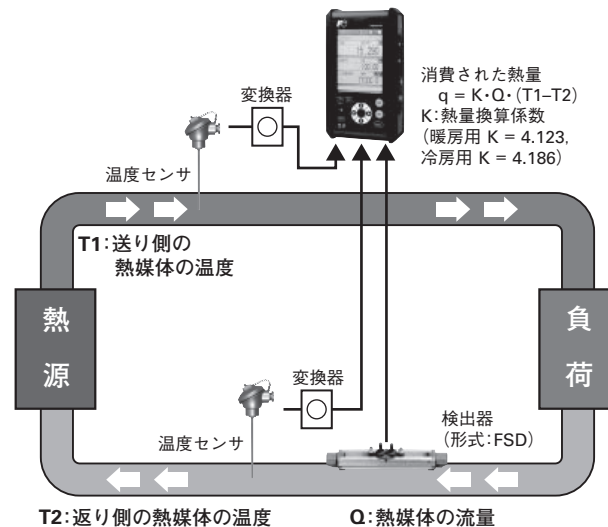 変換器
消費された熱量
q = K・Q・(T1–T2)
K:熱量換算係数
(暖房用 K = 4.123,
冷房用 K = 4.186)
温度センサ
T1:送り側の
熱媒体の温度
熱源
負荷
変換器
検出器
(形式:FSD)
温度センサ
T2:返り側の熱媒体の温度
Q:熱媒体の流量